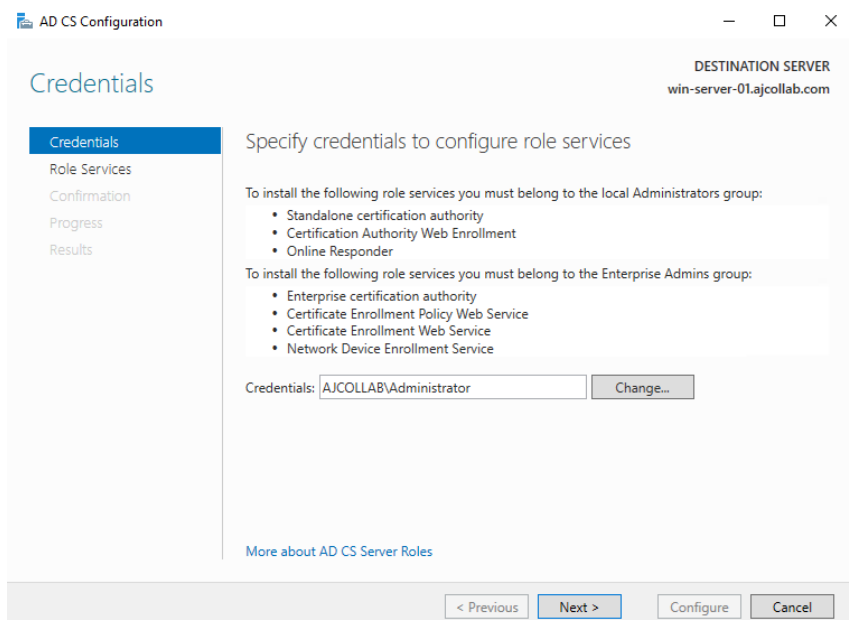 AD CS Configuration
Credentials
DESTINATION SERVER
win-server-01.ajcollab.com
Credentials
Role Services
Confirmation
Progress
Results
Specify credentials to configure role services
To install the following role services you must belong to the local Administrators group:
• Standalone certification authority
• Certification Authority Web Enrollment
• Online Responder
To install the following role services you must belong to the Enterprise Admins group:
• Enterprise certification authority
• Certificate Enrollment Policy Web Service
• Certificate Enrollment Web Service
• Network Device Enrollment Service
Credentials: AJCOLLAB\Administrator Change...
More about AD CS Server Roles
< Previous Next > Configure Cancel